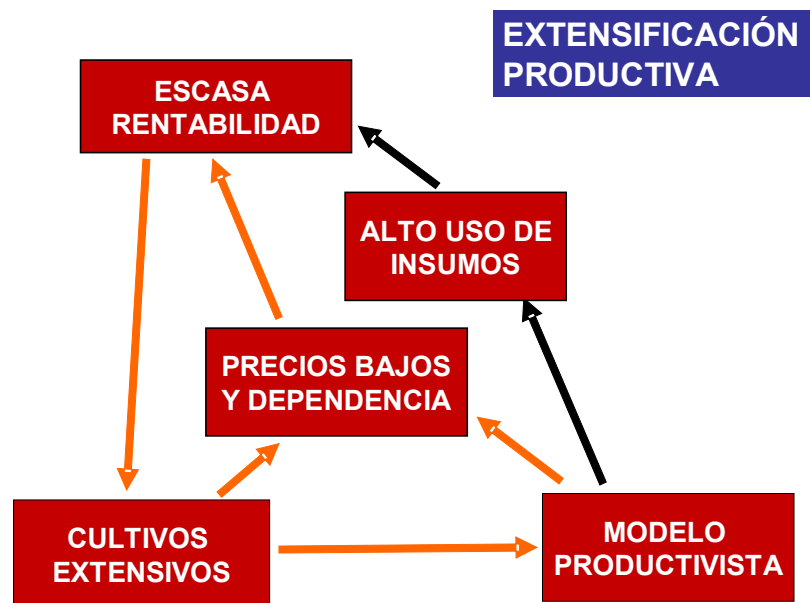 EXTENSIFICACIÓN
PRODUCTIVA
ESCASA
RENTABILIDAD
ALTO USO DE
INSUMOS
PRECIOS BAJOS
Y DEPENDENCIA
CULTIVOS
EXTENSIVOS
MODELO
PRODUCTIVISTA